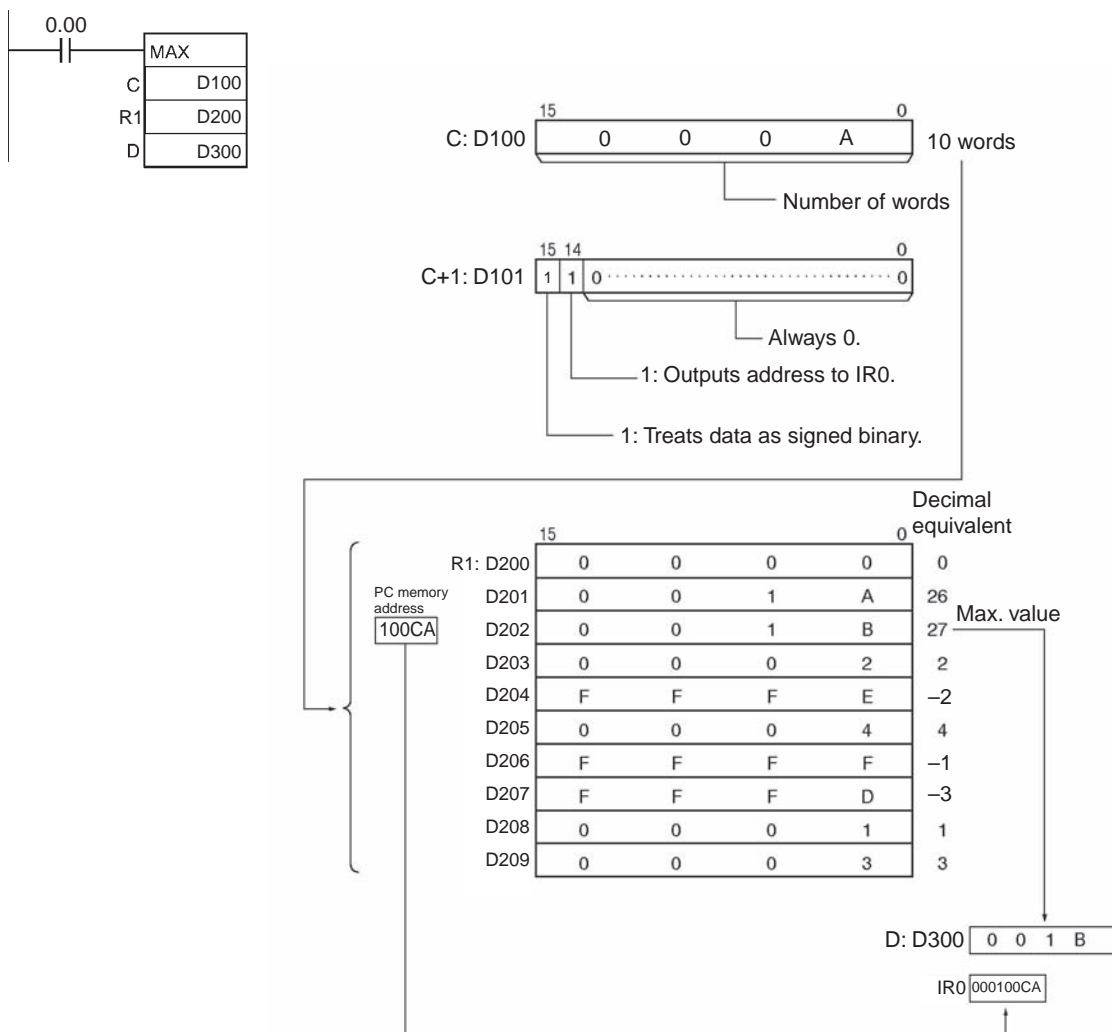 0.00
MAX
C D100
R1 D200
D D300
15 0
C: D100 0 0 0 A 10 words
Number of words
15 14 0
C+1: D101 1 1 0 0
Always 0.
1: Outputs address to IR0.
1: Treats data as signed binary.
Decimal
equivalent
15 0
R1: D200 0 0 0 0 0
PC memory
address
100CA
D201 0 0 1 A 26
D202 0 0 1 B 27 Max. value
D203 0 0 0 2 2
D204 F F F E –2
D205 0 0 0 4 4
D206 F F F F –1
D207 F F F D –3
D208 0 0 0 1 1
D209 0 0 0 3 3
D: D300 0 0 1 B
IR0 000100CA